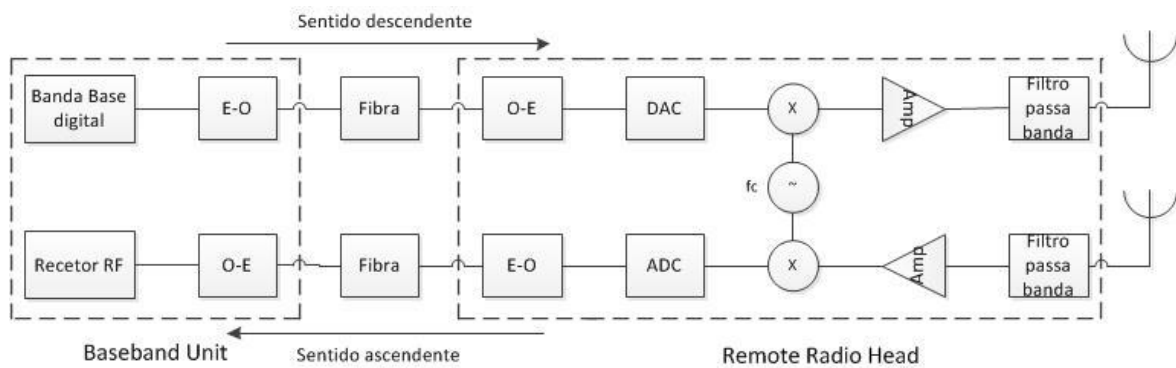 Sentido descendente
Banda Base
digital
E-O
Fibra
O-E
DAC
X
Amp
Filtro
passa
banda
fc
~
Recetor RF
O-E
Fibra
E-O
ADC
X
Amp
Filtro
passa
banda
Baseband Unit
Sentido ascendente
Remote Radio Head